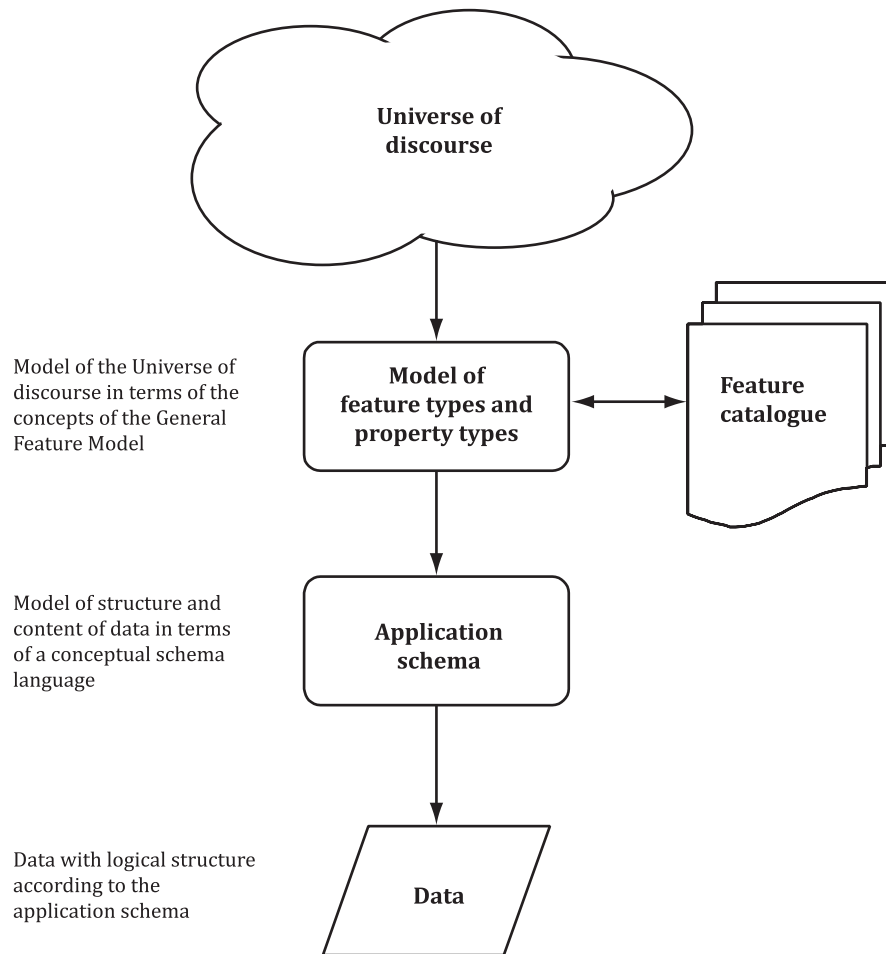 Universe of
discourse
Model of the Universe of
discourse in terms of the
concepts of the General
Feature Model
Model of
feature types and
property types
Feature
catalogue
Model of structure and
content of data in terms
of a conceptual schema
language
Application
schema
Data with logical structure
according to the
application schema
Data